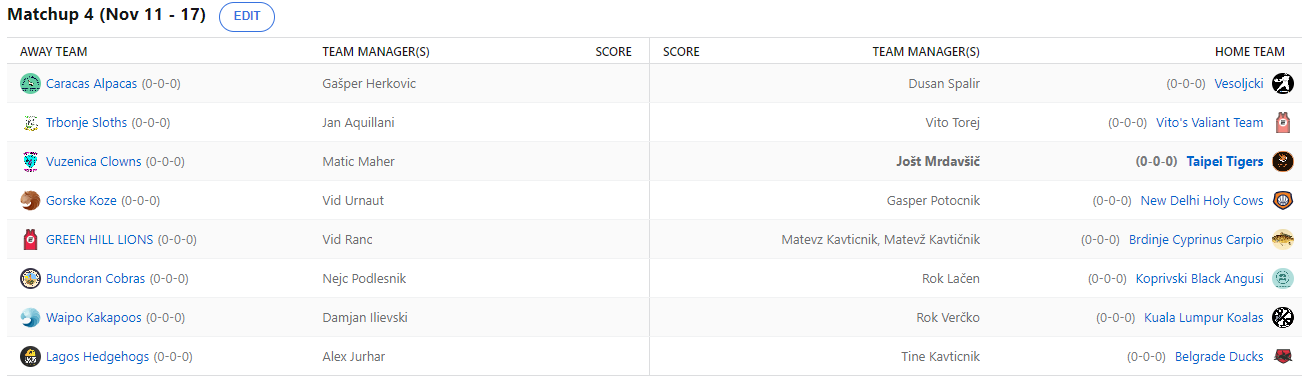 Matchup 4 (Nov 11 - 17) EDIT
AWAY TEAM TEAM MANAGER(S) SCORE SCORE TEAM MANAGER(S) HOME TEAM
Caracas Alpacas (0-0-0) Gašper Herkovic Dusan Spalir (0-0-0) Vesoljcki
Trbonje Sloths (0-0-0) Jan Aquillani Vito Torej (0-0-0) Vito's Valiant Team
Vuzenica Clowns (0-0-0) Matic Maher Jošt Mrdavšič (0-0-0) Taipei Tigers
Gorske Koze (0-0-0) Vid Urnaut Gasper Potocnik (0-0-0) New Delhi Holy Cows
GREEN HILL LIONS (0-0-0) Vid Ranc Matevz Kavticnik, Matevž Kavtičnik (0-0-0) Brdinje Cyprinus Carpio
Bundoran Cobras (0-0-0) Nejc Podlesnik Rok Lačen (0-0-0) Koprivski Black Angusi
Waipo Kakapoos (0-0-0) Damjan Ilievski Rok Verčko (0-0-0) Kuala Lumpur Koalas
Lagos Hedgehogs (0-0-0) Alex Jurhar Tine Kavticnik (0-0-0) Belgrade Ducks